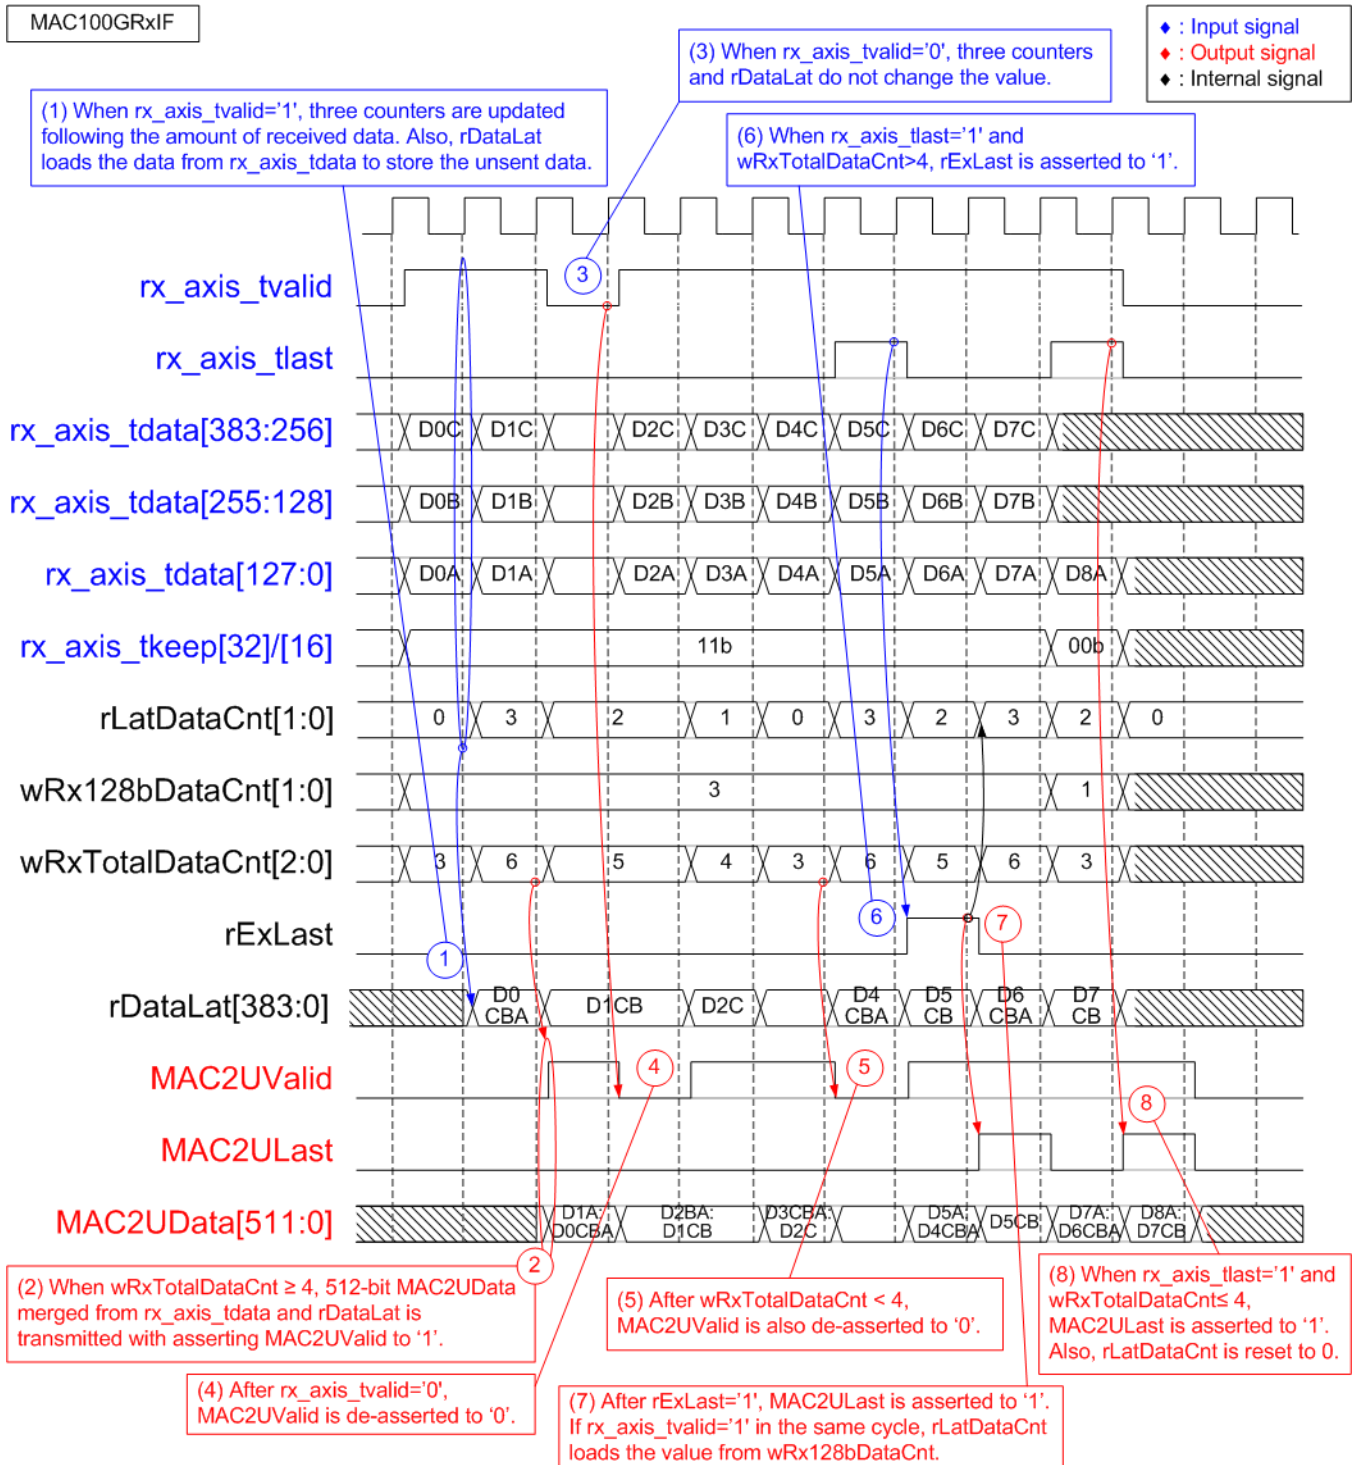 MAC100GRxIF
♦ : Input signal
♦ : Output signal
♦ : Internal signal
(3) When rx_axis_tvalid='0', three counters
and rDataLat do not change the value.
(1) When rx_axis_tvalid='1', three counters are updated
following the amount of received data. Also, rDataLat
loads the data from rx_axis_tdata to store the unsent data.
(6) When rx_axis_tlast='1' and
wRxTotalDataCnt>4, rExLast is asserted to ‘1’.
rx_axis_tvalid
3
rx_axis_tlast
rx_axis_tdata[383:256] D0C D1C D2C D3C D4C D5C D6C D7C
rx_axis_tdata[255:128] D0B D1B D2B D3B D4B D5B D6B D7B
rx_axis_tdata[127:0] D0A D1A D2A D3A D4A D5A D6A D7A D8A
rx_axis_tkeep[32]/[16] 11b 00b
rLatDataCnt[1:0] 0 3 2 1 0 3 2 3 2 0
wRx128bDataCnt[1:0] 3 1
wRxTotalDataCnt[2:0] 3 6 5 4 3 6 5 6 3
rExLast
1
6
7
rDataLat[383:0] D0 CBA D1CB D2C D4 CBA D5 CB D6 CBA D7 CB
MAC2UValid
4
5
8
MAC2ULast
MAC2UData[511:0] D1A: D0CBA D2BA: D1CB D3CBA: D2C D5A: D4CBA D5CB D7A: D6CBA D8A: D7CB
2
(2) When wRxTotalDataCnt ≥ 4, 512-bit MAC2UData
merged from rx_axis_tdata and rDataLat is
transmitted with asserting MAC2UValid to ‘1’.
(5) After wRxTotalDataCnt < 4,
MAC2UValid is also de-asserted to ‘0’.
(8) When rx_axis_tlast='1' and
wRxTotalDataCnt≤ 4,
MAC2ULast is asserted to ‘1’.
Also, rLatDataCnt is reset to 0.
(4) After rx_axis_tvalid='0',
MAC2UValid is de-asserted to ‘0’.
(7) After rExLast='1', MAC2ULast is asserted to ‘1’.
If rx_axis_tvalid='1' in the same cycle, rLatDataCnt
loads the value from wRx128bDataCnt.